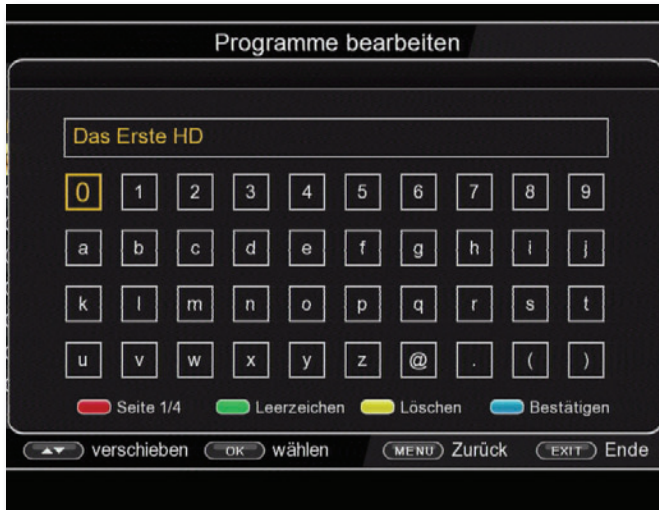 Programme bearbeiten
Das Erste HD
0 1 2 3 4 5 6 7 8 9
a b c d e f g h i j
k l m n o p q r s t
u v w x y z @ . ( )
Seite 1/4 Leerzeichen Löschen Bestätigen
verschieben OK wählen MENU Zurück EXIT Ende